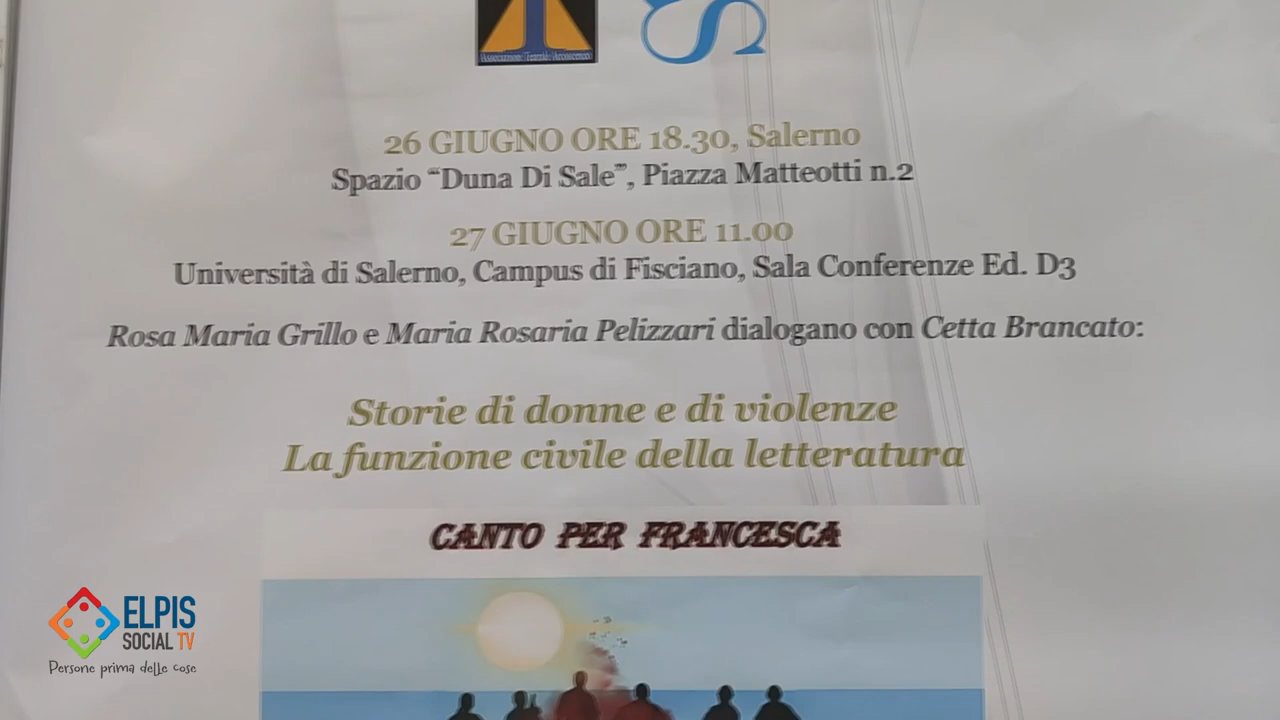 Associazione Teatrale Arcoscenico
26 GIUGNO ORE 18.30, Salerno
Spazio “Duna Di Sale”, Piazza Matteotti n.2
27 GIUGNO ORE 11.00
Università di Salerno, Campus di Fisciano, Sala Conferenze Ed. D3
Rosa Maria Grillo e Maria Rosaria Pelizzari dialogano con Cetta Brancato:
Storie di donne e di violenze
La funzione civile della letteratura
CANTO PER FRANCESCA
ELPIS
SOCIAL TV
Persone prima delle cose